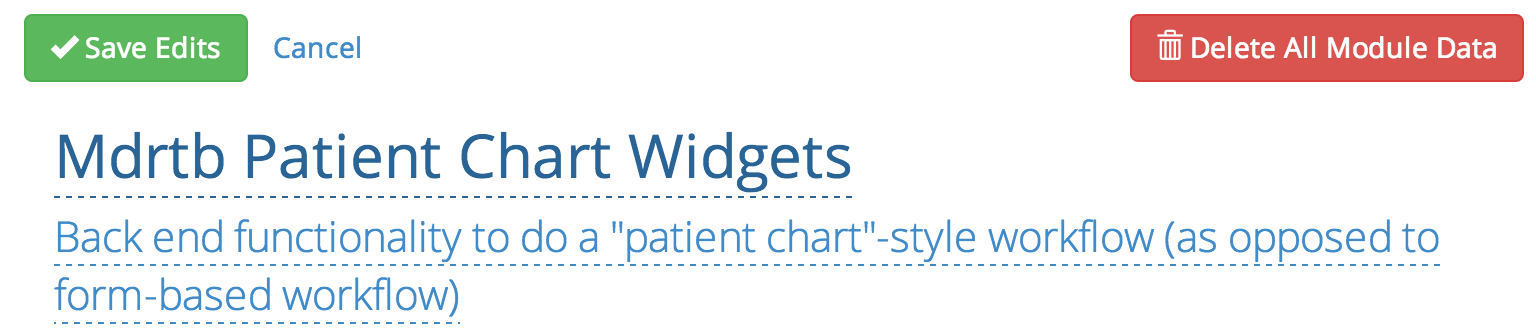 Save Edits Cancel Delete All Module Data
Mdrtb Patient Chart Widgets
Back end functionality to do a "patient chart"-style workflow (as opposed to
form-based workflow)